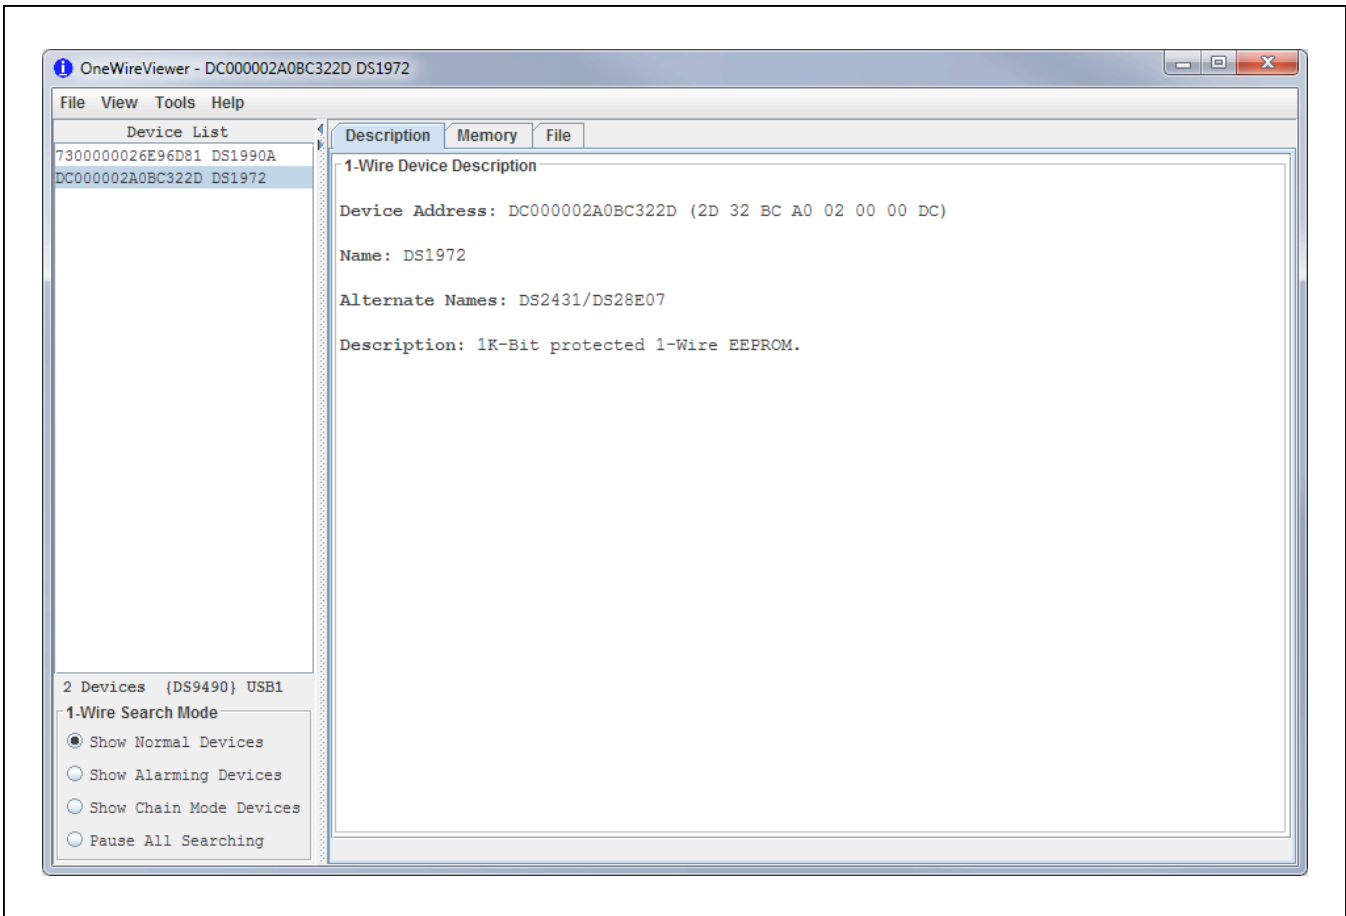 OneWireViewer - DC000002A0BC322D DS1972
File View Tools Help
Device List
7300000026E96D81 DS1990A
DC000002A0BC322D DS1972
2 Devices {DS9490} USB1
1-Wire Search Mode
Show Normal Devices
Show Alarming Devices
Show Chain Mode Devices
Pause All Searching
Description Memory File
1-Wire Device Description
Device Address: DC000002A0BC322D (2D 32 BC A0 02 00 00 DC)
Name: DS1972
Alternate Names: DS2431/DS28E07
Description: 1K-Bit protected 1-Wire EEPROM.